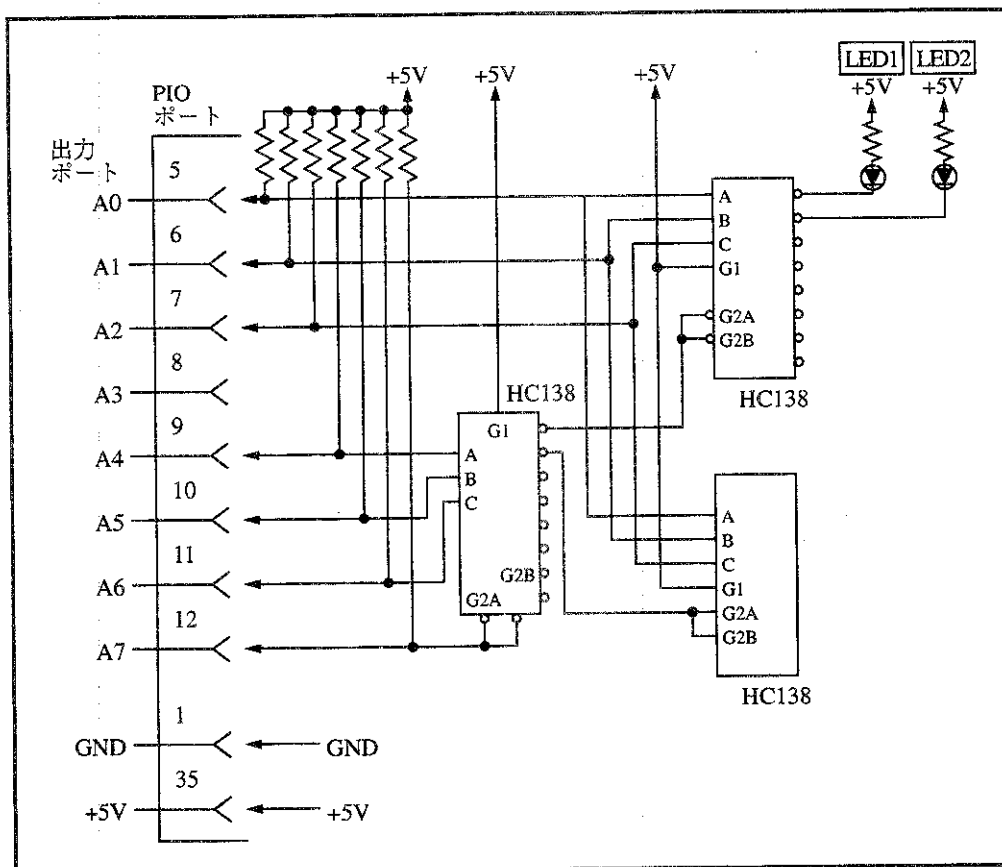 LED1 LED2
+5V +5V +5V +5V +5V
PIO
ポート
出力
ポート
5
A0
6
A1
7
A2
8
A3
9
A4
10
A5
11
A6
12
A7
1
GND GND
35
+5V +5V
HC138
G1
A
B
C
G2B
G2A
A
B
C
G1
G2A
G2B
HC138
A
B
C
G1
G2A
G2B
HC138